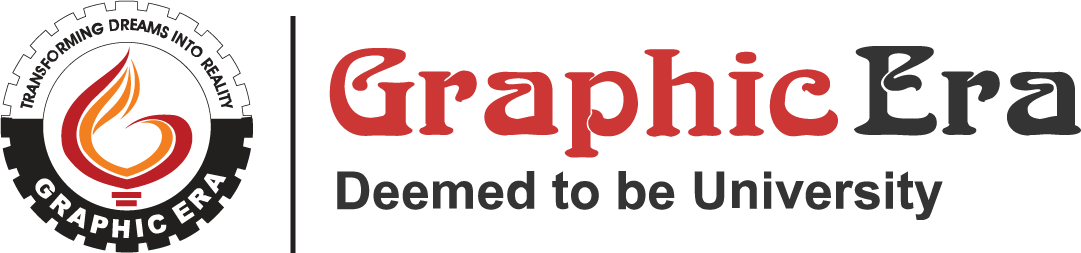 TRANSFORMING DREAMS INTO REALITY
GRAPHIC ERA
Graphic Era
Deemed to be University